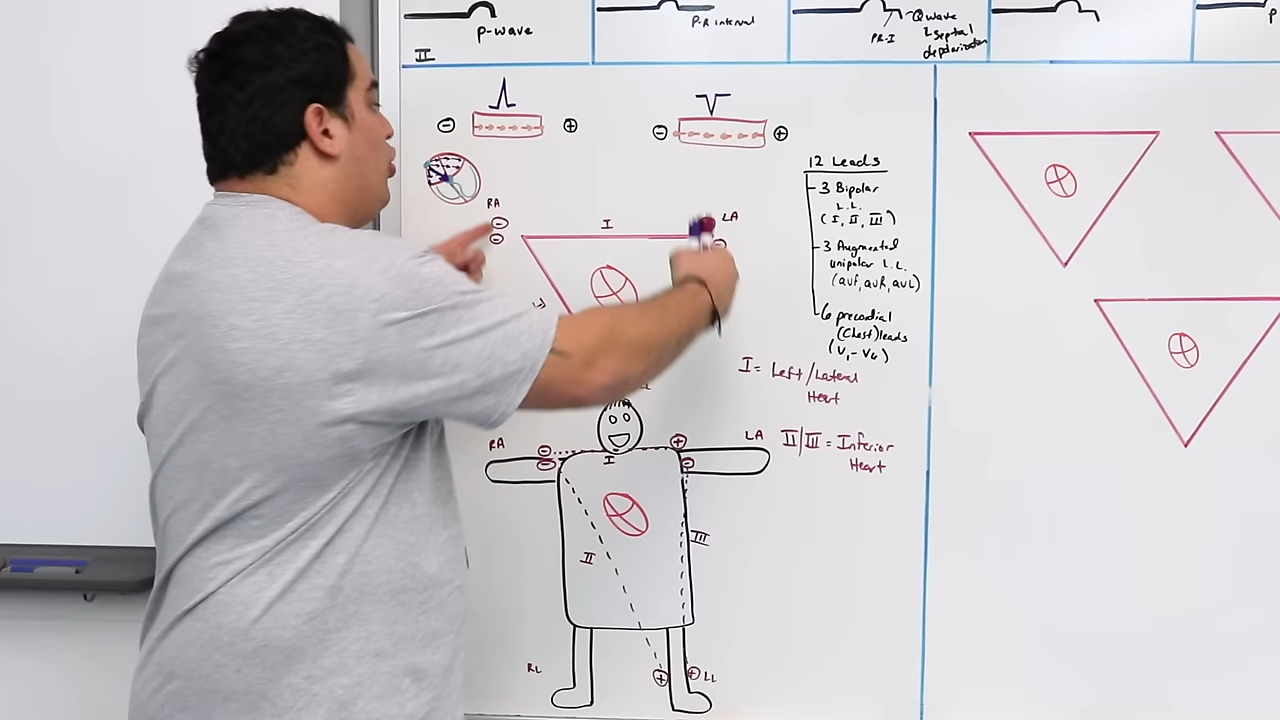 p-wave
II
P-R interval
PR-I
Q wave
↳ septal
depolarization
P
- +
- +
RA
-
-
I
LA
-
II
12 Leads
3 Bipolar
L.L.
(I, II, III)
3 Augmented
unipolar L.L.
(avf, avR, avL)
6 precordial
(Chest) leads
(V1 - V6)
I = Left/Lateral
Heart
II/III = Inferior
Heart
RA
-
-
I
+
-
LA
II
III
RL
+
+ LL